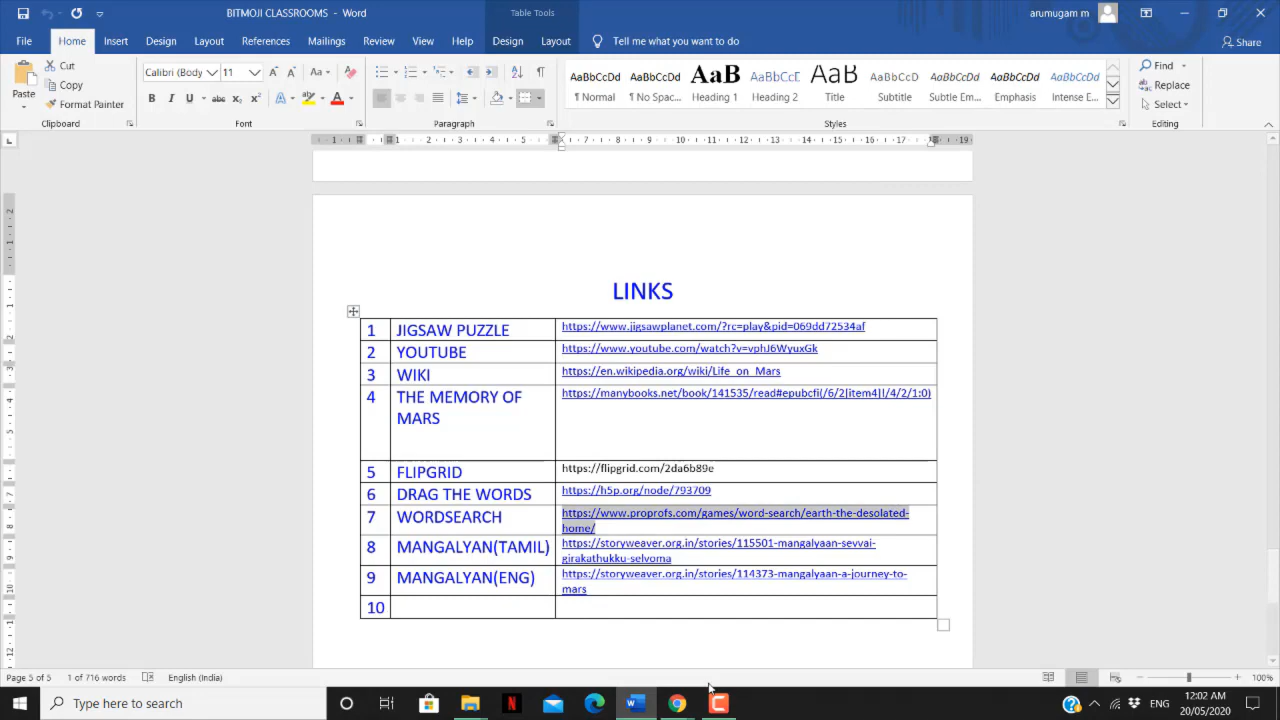 BITMOJI CLASSROOMS - Word
Table Tools
arumugam m
File Home Insert Design Layout References Mailings Review View Help Design Layout Tell me what you want to do
Share
Paste
Cut
Copy
Format Painter
Clipboard
Calibri (Body
11
Font
Paragraph
AaBbCcDd AaBbCcDd AaB AaBbCcE AaB AaBbCcDd AaBbCcDd AaBbCcDd AaBbCcDd
¶ Normal ¶ No Spac... Heading 1 Heading 2 Title Subtitle Subtle Em... Emphasis Intense E...
Styles
Find
Replace
Select
Editing
LINKS
1 JIGSAW PUZZLE https://www.jigsawplanet.com/?rc=play&pid=069dd72534af
2 YOUTUBE https://www.youtube.com/watch?v=vphJ6WyuxGk
3 WIKI https://en.wikipedia.org/wiki/Life_on_Mars
4 THE MEMORY OF https://manybooks.net/book/141535/read#epubcfi(/6/2[item4]!/4/2/1:0)
MARS
5 FLIPGRID https://flipgrid.com/2da6b89e
6 DRAG THE WORDS https://h5p.org/node/793709
7 WORDSEARCH https://www.proprofs.com/games/word-search/earth-the-desolated-
home/
8 MANGALYAN(TAMIL) https://storyweaver.org.in/stories/115501-mangalyaan-sevvai-
girakathukku-selvoma
9 MANGALYAN(ENG) https://storyweaver.org.in/stories/114373-mangalyaan-a-journey-to-
mars
10
Page 5 of 5 1 of 716 words English (India) 100%
Type here to search
ENG
12:02 AM
20/05/2020